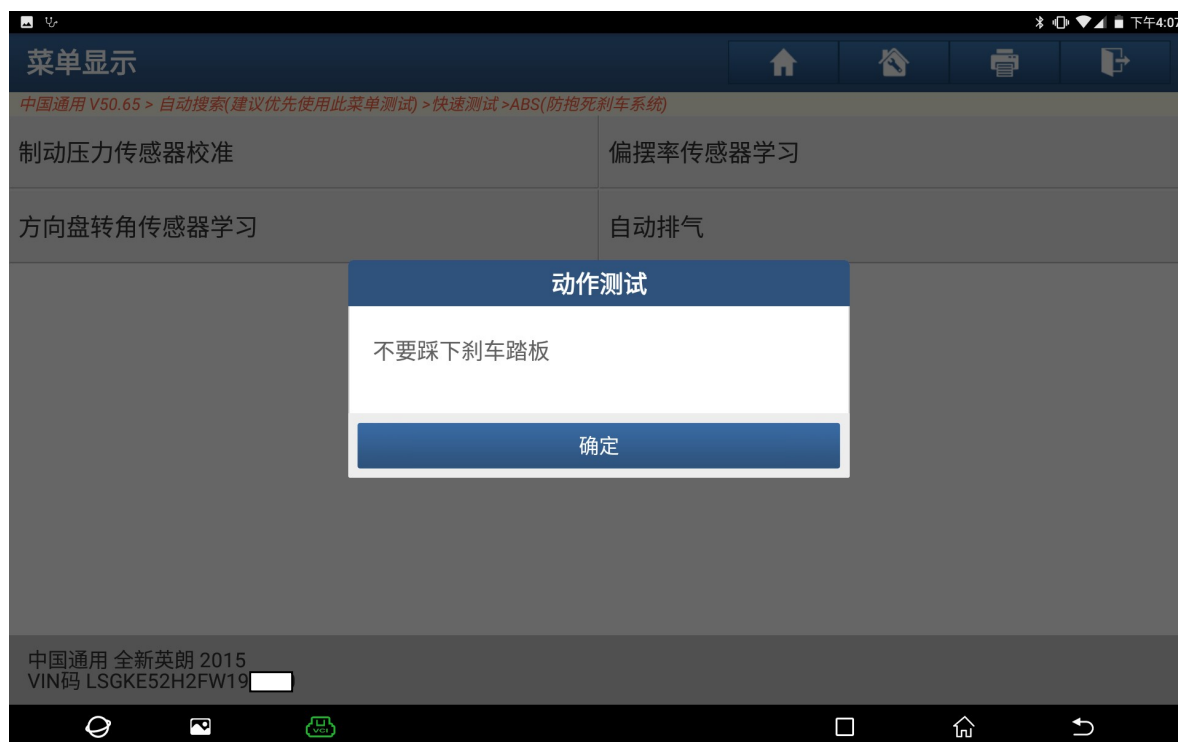 下午4:07
菜单显示
中国通用 V50.65 > 自动搜索(建议优先使用此菜单测试) >快速测试 >ABS(防抱死刹车系统)
制动压力传感器校准
偏摆率传感器学习
方向盘转角传感器学习
自动排气
动作测试
不要踩下刹车踏板
确定
中国通用 全新英朗 2015
VIN码 LSGKE52H2FW19
VCI